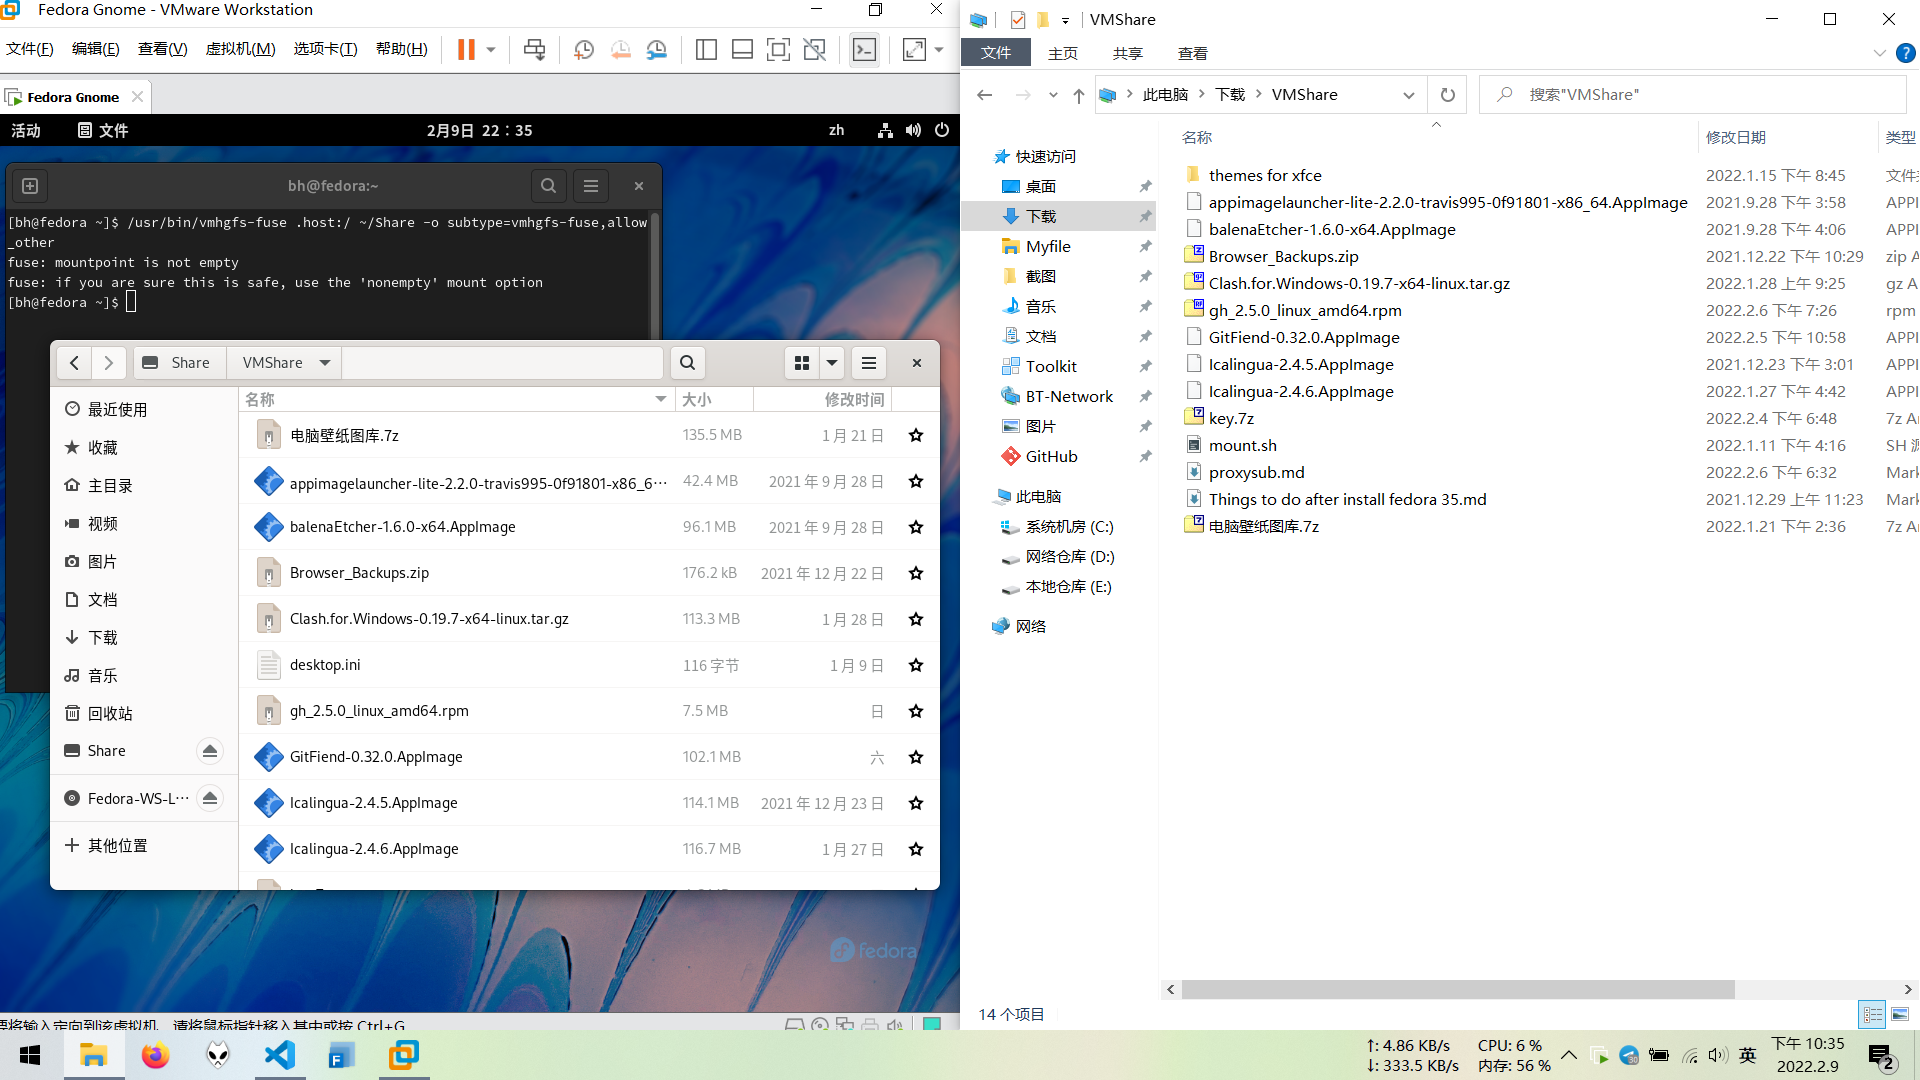 Fedora Gnome - VMware Workstation
文件(F) 编辑(E) 查看(V) 虚拟机(M) 选项卡(T) 帮助(H)
Fedora Gnome
活动 文件 2月9日 22：35 zh
bh@fedora:~
[bh@fedora ~]$ /usr/bin/vmhgfs-fuse .host:/ ~/Share -o subtype=vmhgfs-fuse,allow
_other
fuse: mountpoint is not empty
fuse: if you are sure this is safe, use the 'nonempty' mount option
[bh@fedora ~]$
Share VMShare
最近使用
收藏
主目录
视频
图片
文档
下载
音乐
回收站
Share
Fedora-WS-L…
其他位置
名称 大小 修改时间
电脑壁纸图库.7z 135.5 MB 1月21日
appimagelauncher-lite-2.2.0-travis995-0f91801-x86_6… 42.4 MB 2021年9月28日
balenaEtcher-1.6.0-x64.AppImage 96.1 MB 2021年9月28日
Browser_Backups.zip 176.2 kB 2021年12月22日
Clash.for.Windows-0.19.7-x64-linux.tar.gz 113.3 MB 1月28日
desktop.ini 116 字节 1月9日
gh_2.5.0_linux_amd64.rpm 7.5 MB 日
GitFiend-0.32.0.AppImage 102.1 MB 六
Icalingua-2.4.5.AppImage 114.1 MB 2021年12月23日
Icalingua-2.4.6.AppImage 116.7 MB 1月27日
fedora
要将输入定向到该虚拟机，请将鼠标指针移入其中或按 Ctrl+G。
VMShare
文件 主页 共享 查看
此电脑 下载 VMShare 搜索"VMShare"
快速访问
桌面
下载
Myfile
截图
音乐
文档
Toolkit
BT-Network
图片
GitHub
此电脑
系统机房 (C:)
网络仓库 (D:)
本地仓库 (E:)
网络
名称 修改日期 类型
themes for xfce 2022.1.15 下午 8:45 文件
appimagelauncher-lite-2.2.0-travis995-0f91801-x86_64.AppImage 2021.9.28 下午 3:58 APPI
balenaEtcher-1.6.0-x64.AppImage 2021.9.28 下午 4:06 APPI
Browser_Backups.zip 2021.12.22 下午 10:29 zip A
Clash.for.Windows-0.19.7-x64-linux.tar.gz 2022.1.28 上午 9:25 gz A
gh_2.5.0_linux_amd64.rpm 2022.2.6 下午 7:26 rpm
GitFiend-0.32.0.AppImage 2022.2.5 下午 10:58 APPI
Icalingua-2.4.5.AppImage 2021.12.23 下午 3:01 APPI
Icalingua-2.4.6.AppImage 2022.1.27 下午 4:42 APPI
key.7z 2022.2.4 下午 6:48 7z A
mount.sh 2022.1.11 下午 4:16 SH 源
proxysub.md 2022.2.6 下午 6:32 Mark
Things to do after install fedora 35.md 2021.12.29 上午 11:23 Mark
电脑壁纸图库.7z 2022.1.21 下午 2:36 7z A
14 个项目
↑: 4.86 KB/s CPU: 6 %
↓: 333.5 KB/s 内存: 56 %
30
英
下午 10:35
2022.2.9
2